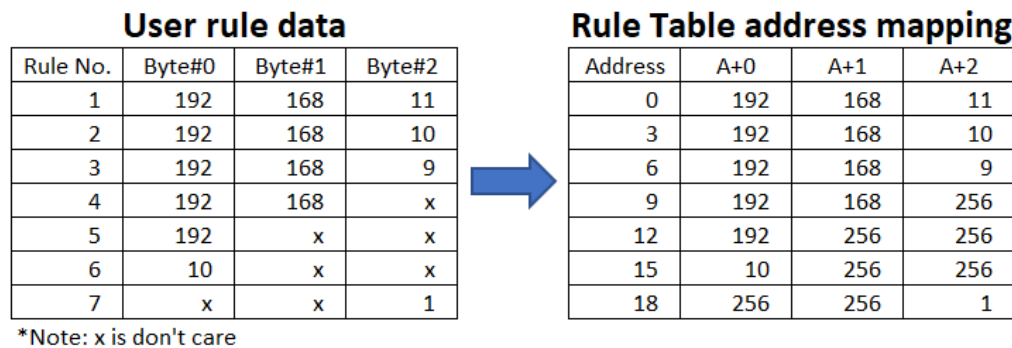 User rule data
Rule No. Byte#0 Byte#1 Byte#2
1 192 168 11
2 192 168 10
3 192 168 9
4 192 168 x
5 192 x x
6 10 x x
7 x x 1
*Note: x is don't care
Rule Table address mapping
Address A+0 A+1 A+2
0 192 168 11
3 192 168 10
6 192 168 9
9 192 168 256
12 192 256 256
15 10 256 256
18 256 256 1